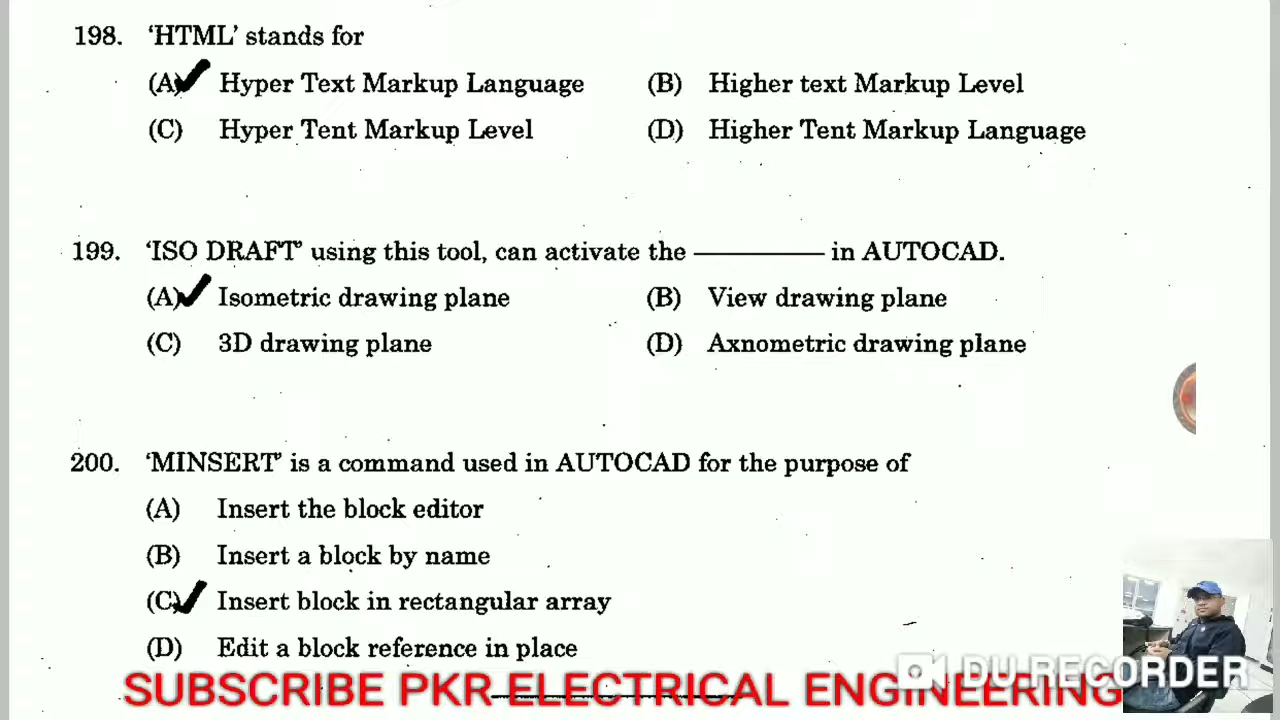 198. ‘HTML’ stands for
(A) Hyper Text Markup Language (B) Higher text Markup Level
(C) Hyper Tent Markup Level (D) Higher Tent Markup Language
199. ‘ISO DRAFT’ using this tool, can activate the ———— in AUTOCAD.
(A) Isometric drawing plane (B) View drawing plane
(C) 3D drawing plane (D) Axnometric drawing plane
200. ‘MINSERT’ is a command used in AUTOCAD for the purpose of
(A) Insert the block editor
(B) Insert a block by name
(C) Insert block in rectangular array
(D) Edit a block reference in place
SUBSCRIBE PKR ELECTRICAL ENGINEERING
DU RECORDER